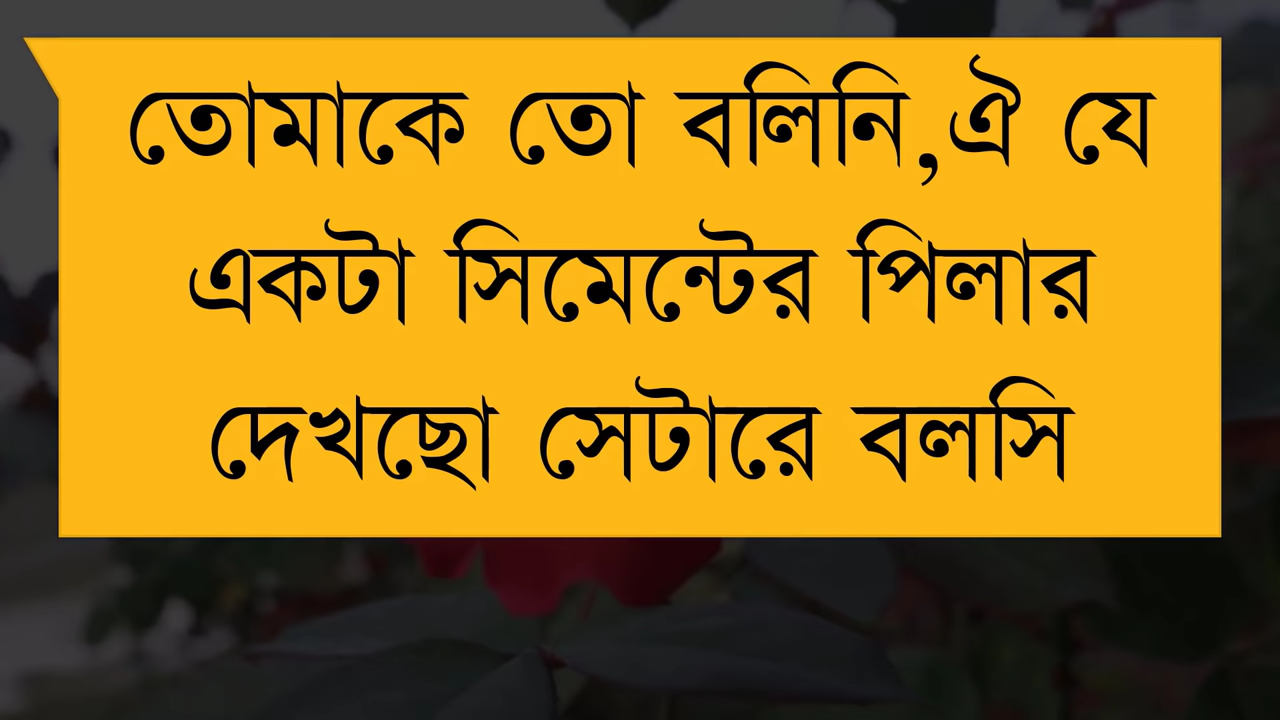 তোমাকে তো বলিনি,ঐ যে
একটা সিমেন্টের পিলার
দেখছো সেটারে বলসি